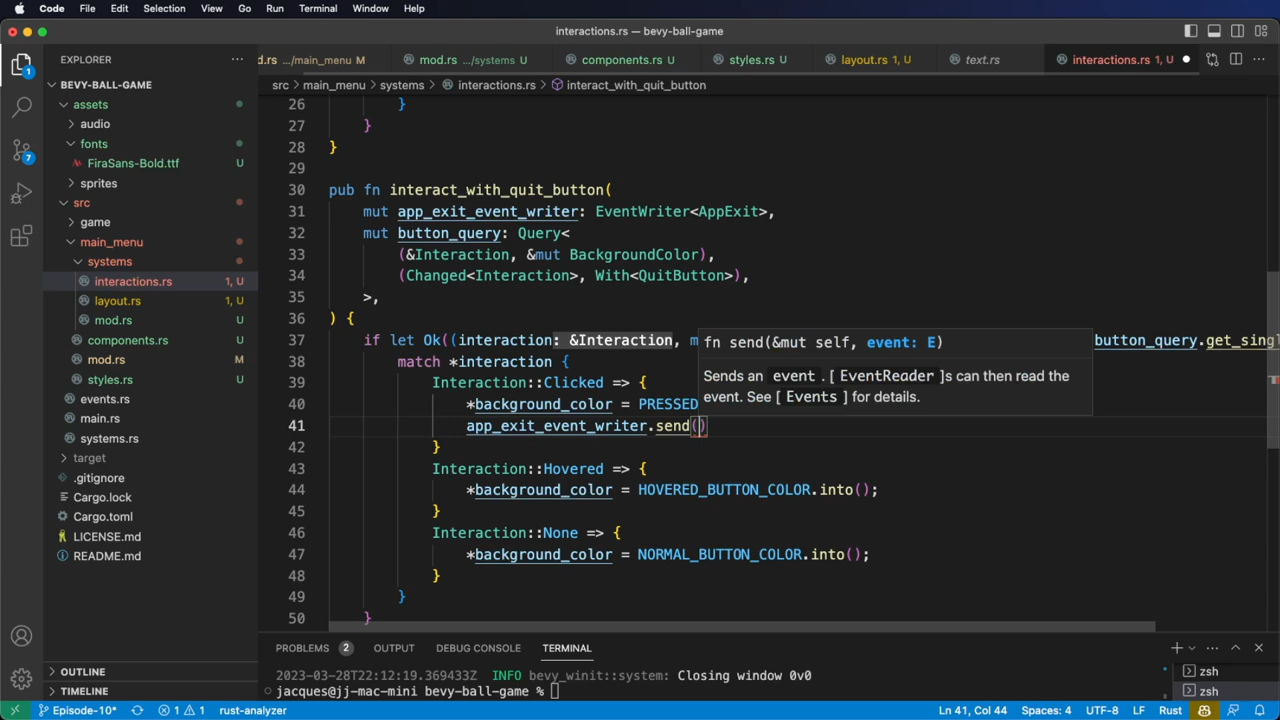 Code File Edit Selection View Go Run Terminal Window Help
interactions.rs — bevy-ball-game
EXPLORER
d.rs .../main_menu M mod.rs .../systems U components.rs U styles.rs U layout.rs 1, U text.rs interactions.rs 1, U
src › main_menu › systems › interactions.rs › interact_with_quit_button
BEVY-BALL-GAME
assets
audio
fonts
FiraSans-Bold.ttf U
sprites
src
game
main_menu
systems
interactions.rs 1, U
layout.rs 1, U
mod.rs U
components.rs U
mod.rs M
styles.rs U
events.rs
main.rs
systems.rs
target
.gitignore
Cargo.lock
Cargo.toml
LICENSE.md
README.md
OUTLINE
TIMELINE
1
7
26 }
27 }
28 }
29
30 pub fn interact_with_quit_button(
31 mut app_exit_event_writer: EventWriter<AppExit>,
32 mut button_query: Query<
33 (&Interaction, &mut BackgroundColor),
34 (Changed<Interaction>, With<QuitButton>),
35 >,
36 ) {
37 if let Ok((interaction: &Interaction, m button_query.get_singl
38 match *interaction {
39 Interaction::Clicked => {
40 *background_color = PRESSED
41 app_exit_event_writer.send()
42 }
43 Interaction::Hovered => {
44 *background_color = HOVERED_BUTTON_COLOR.into();
45 }
46 Interaction::None => {
47 *background_color = NORMAL_BUTTON_COLOR.into();
48 }
49 }
50 }
fn send(&mut self, event: E)
Sends an event . [ EventReader ]s can then read the
event. See [ Events ] for details.
PROBLEMS 2 OUTPUT DEBUG CONSOLE TERMINAL
2023-03-28T22:12:19.369433Z INFO bevy_winit::system: Closing window 0v0
jacques@jj-mac-mini bevy-ball-game %
zsh
zsh
Episode-10* 1 1 rust-analyzer Ln 41, Col 44 Spaces: 4 UTF-8 LF Rust